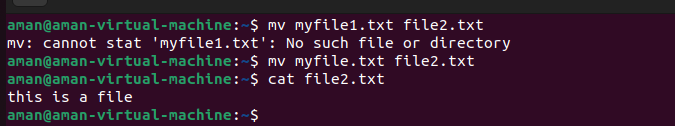 aman@aman-virtual-machine:~$ mv myfile1.txt file2.txt
mv: cannot stat 'myfile1.txt': No such file or directory
aman@aman-virtual-machine:~$ mv myfile.txt file2.txt
aman@aman-virtual-machine:~$ cat file2.txt
this is a file
aman@aman-virtual-machine:~$